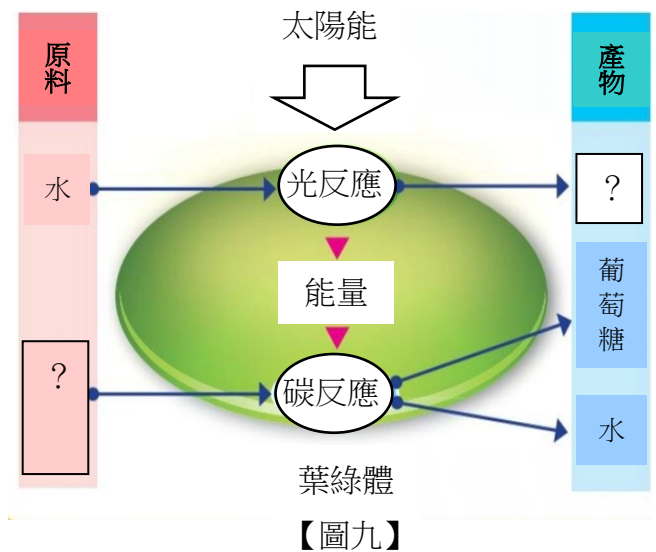 太陽能
原料
產物
水
光反應
?
能量
葡萄糖
?
碳反應
水
葉綠體
【圖九】